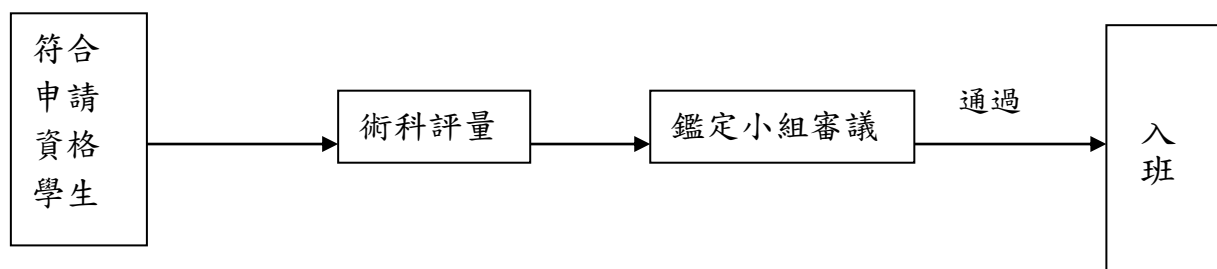 符合
申請
資格
學生
術科評量
鑑定小組審議
通過
入
班